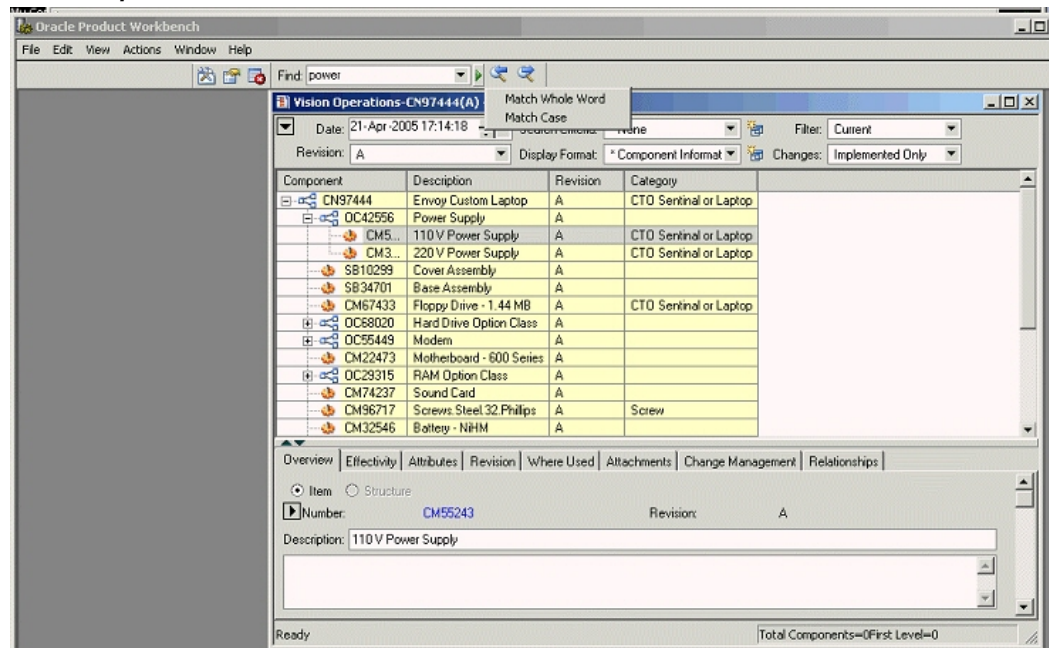 Oracle Product Workbench
File Edit View Actions Window Help
Find: power
Match Whole Word
Match Case
Vision Operations-CN97444(A)
Date: 21-Apr-2005 17:14:18 None Filter: Current
Revision: A Display Format: * Component Informat Changes: Implemented Only
Component Description Revision Category
CN97444 Envoy Custom Laptop A CTO Sentinal or Laptop
OC42556 Power Supply A
CM5... 110 V Power Supply A CTO Sentinal or Laptop
CM3... 220 V Power Supply A CTO Sentinal or Laptop
SB10299 Cover Assembly A
SB34701 Base Assembly A
CM67433 Floppy Drive - 1.44 MB A CTO Sentinal or Laptop
OC68020 Hard Drive Option Class A
OC55449 Modem A
CM22473 Motherboard - 600 Series A
OC29315 RAM Option Class A
CM74237 Sound Card A
CM96717 Screws.Steel.32.Phillips A Screw
CM32546 Battery - NiHM A
Overview Effectivity Attributes Revision Where Used Attachments Change Management Relationships
Item Structure
Number: CM55243 Revision: A
Description: 110 V Power Supply
Ready Total Components=0First Level=0